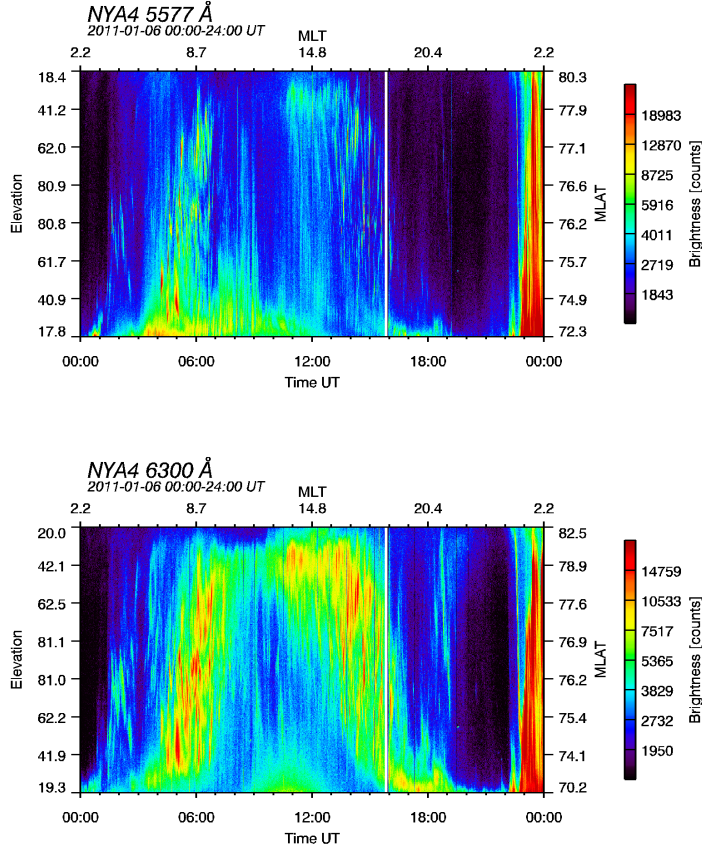 NYA4 5577 Å
2011-01-06 00:00-24:00 UT
MLT
2.2 8.7 14.8 20.4 2.2
18.4 80.3
41.2 77.9 18983
62.0 77.1 12870
80.9 76.6 8725
80.8 76.2 5916
61.7 75.7 4011
40.9 74.9 2719
17.8 72.3 1843
Elevation
MLAT
Brightness [counts]
00:00 06:00 12:00 18:00 00:00
Time UT
NYA4 6300 Å
2011-01-06 00:00-24:00 UT
MLT
2.2 8.7 14.8 20.4 2.2
20.0 82.5
42.1 78.9 14759
62.5 77.6 10533
81.1 76.9 7517
81.0 76.2 5365
62.2 75.4 3829
41.9 74.1 2732
19.3 70.2 1950
Elevation
MLAT
Brightness [counts]
00:00 06:00 12:00 18:00 00:00
Time UT